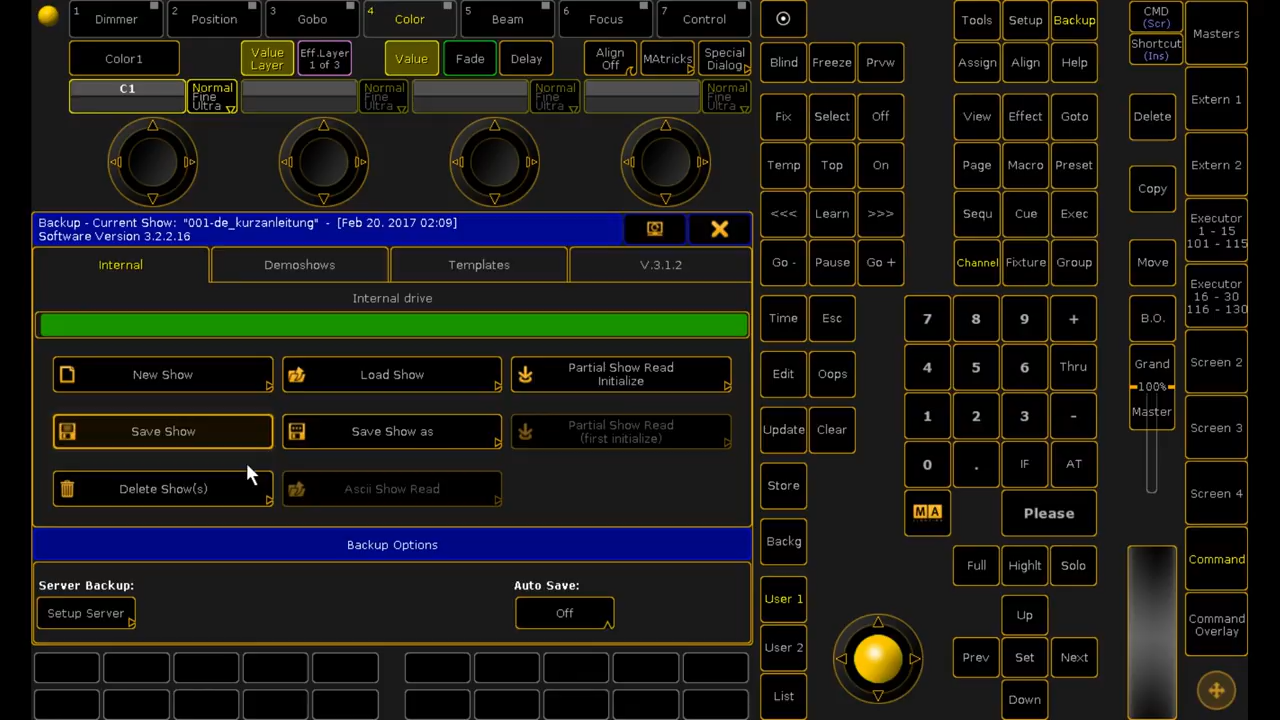 1 Dimmer
2 Position
3 Gobo
4 Color
5 Beam
6 Focus
7 Control
Color1
Value Layer
Eff.Layer 1 of 3
Value
Fade
Delay
Align Off
MAtricks
Special Dialog
C1
Normal Fine Ultra
Normal Fine Ultra
Normal Fine Ultra
Normal Fine Ultra
Backup - Current Show: "001-de_kurzanleitung" - [Feb 20. 2017 02:09]
Software Version 3.2.2.16
Internal
Demoshows
Templates
V.3.1.2
Internal drive
New Show
Load Show
Partial Show Read
Initialize
Save Show
Save Show as
Partial Show Read
(first initialize)
Delete Show(s)
Ascii Show Read
Backup Options
Server Backup:
Auto Save:
Setup Server
Off
Blind
Freeze
Prvw
Fix
Select
Off
Temp
Top
On
<<<
Learn
>>>
Go -
Pause
Go +
Time
Esc
Edit
Oops
Update
Clear
Store
Backg
User 1
User 2
List
Tools
Setup
Backup
Assign
Align
Help
View
Effect
Goto
Page
Macro
Preset
Sequ
Cue
Exec
Channel
Fixture
Group
7
8
9
+
4
5
6
Thru
1
2
3
-
0
.
IF
AT
MA
Please
Full
Highlt
Solo
Up
Prev
Set
Next
Down
CMD
(Scr)
Shortcut
(Ins)
Delete
Copy
Move
B.O.
Grand
100%
Master
Masters
Extern 1
Extern 2
Executor
1 - 15
101 - 115
Executor
16 - 30
116 - 130
Screen 2
Screen 3
Screen 4
Command
Command
Overlay